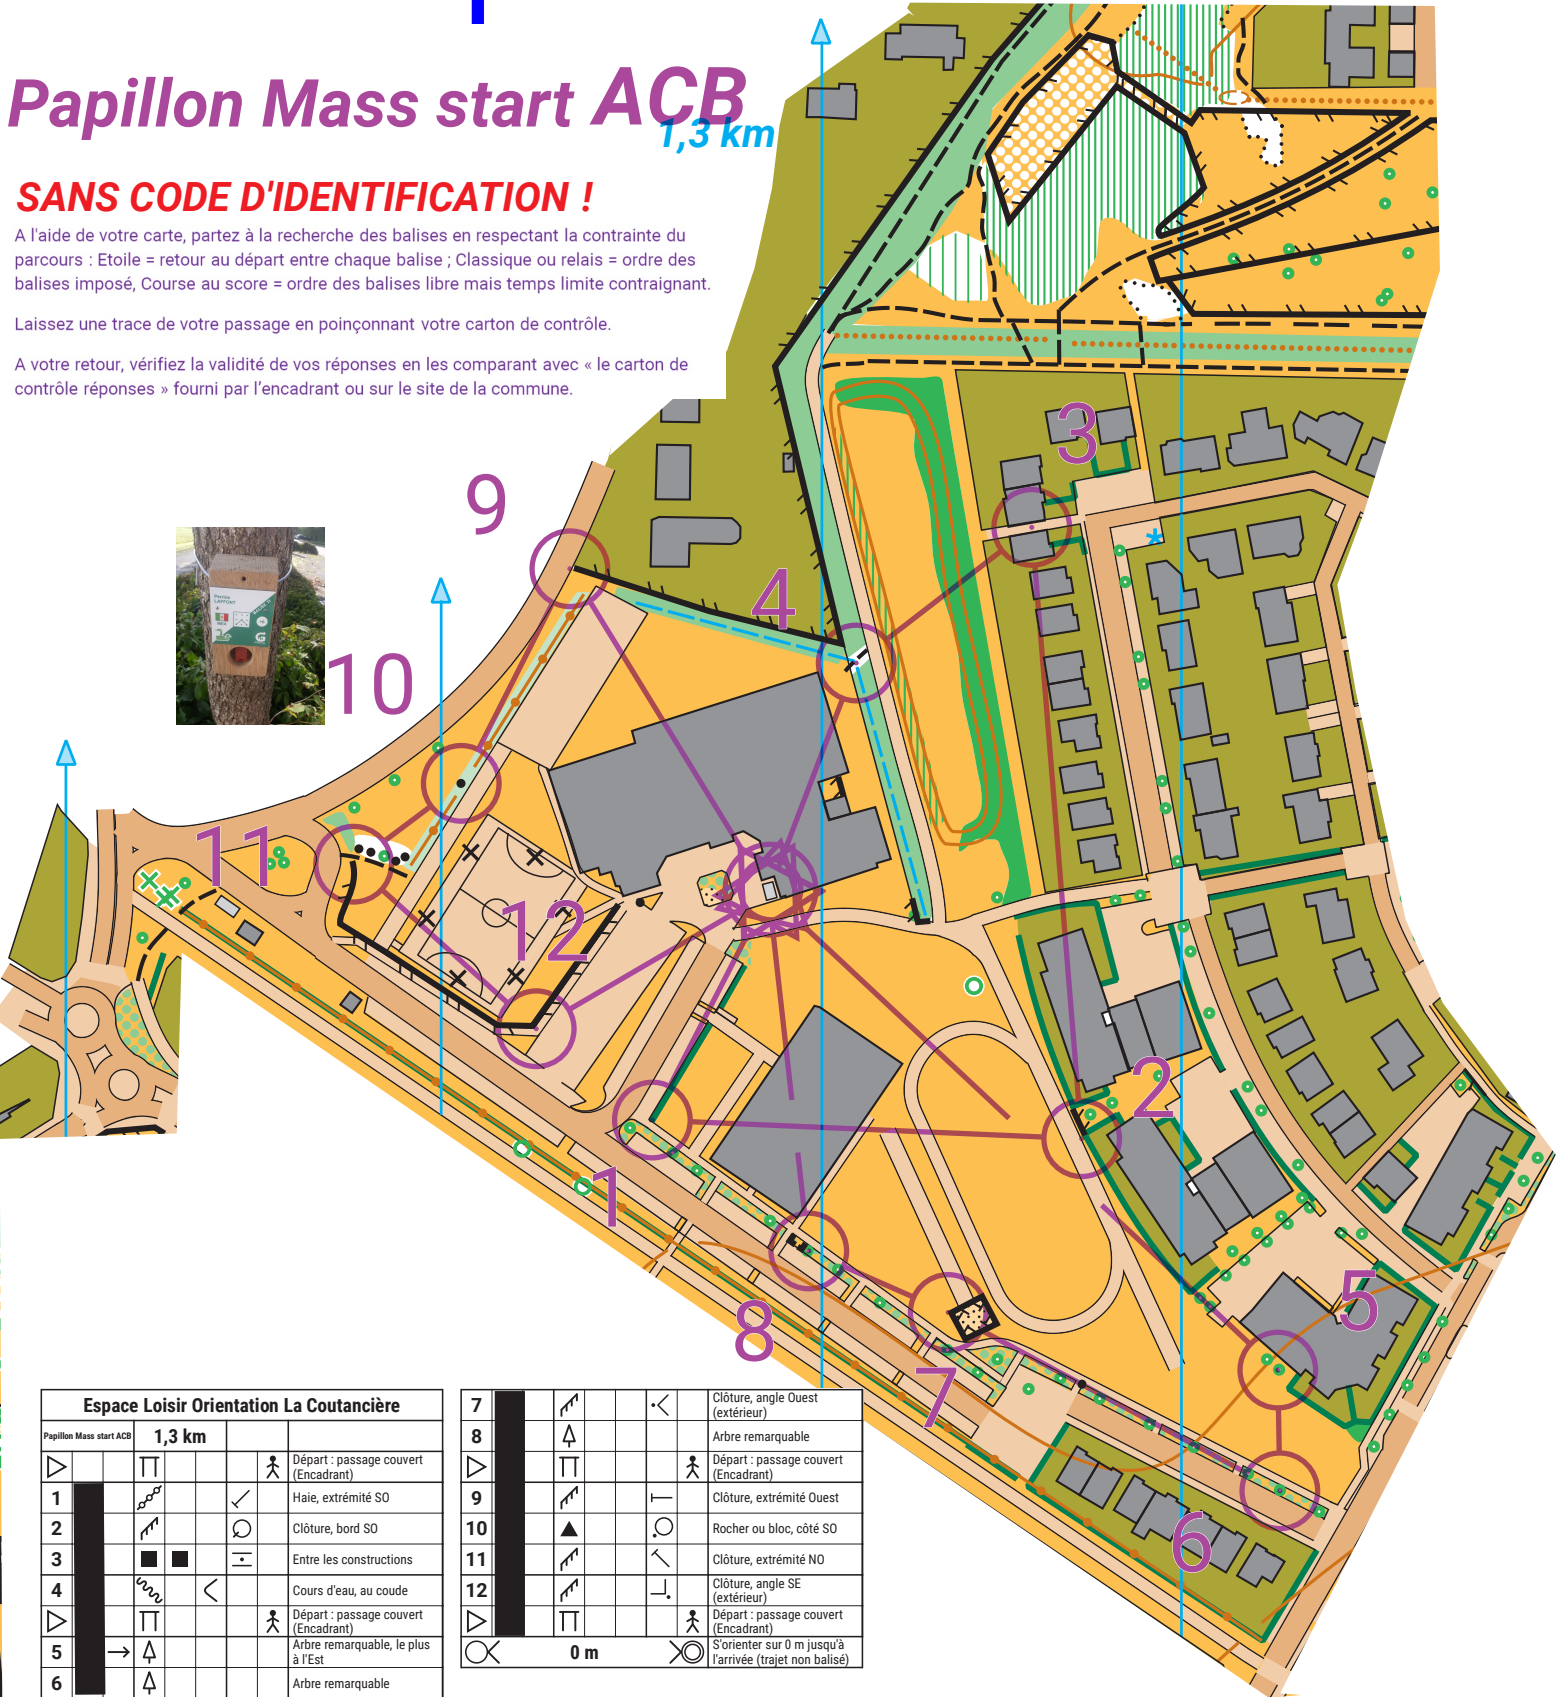 Papillon Mass start ACB
1,3 km
SANS CODE D'IDENTIFICATION !
A l'aide de votre carte, partez à la recherche des balises en respectant la contrainte du
parcours : Etoile = retour au départ entre chaque balise ; Classique ou relais = ordre des
balises imposé, Course au score = ordre des balises libre mais temps limite contraignant.
Laissez une trace de votre passage en poinçonnant votre carton de contrôle.
A votre retour, vérifiez la validité de vos réponses en les comparant avec « le carton de
contrôle réponses » fourni par l'encadrant ou sur le site de la commune.
3
9
4
10
11
12
2
1
5
8
7
6
Espace Loisir Orientation La Coutancière
Papillon Mass start ACB 1,3 km
Départ : passage couvert
(Encadrant)
1 Haie, extrémité SO
2 Clôture, bord SO
3 Entre les constructions
4 Cours d'eau, au coude
Départ : passage couvert
(Encadrant)
5 Arbre remarquable, le plus
à l'Est
6 Arbre remarquable
7 Clôture, angle Ouest
(extérieur)
8 Arbre remarquable
Départ : passage couvert
(Encadrant)
9 Clôture, extrémité Ouest
10 Rocher ou bloc, côté SO
11 Clôture, extrémité NO
12 Clôture, angle SE
(extérieur)
Départ : passage couvert
(Encadrant)
0 m S'orienter sur 0 m jusqu'à
l'arrivée (trajet non balisé)